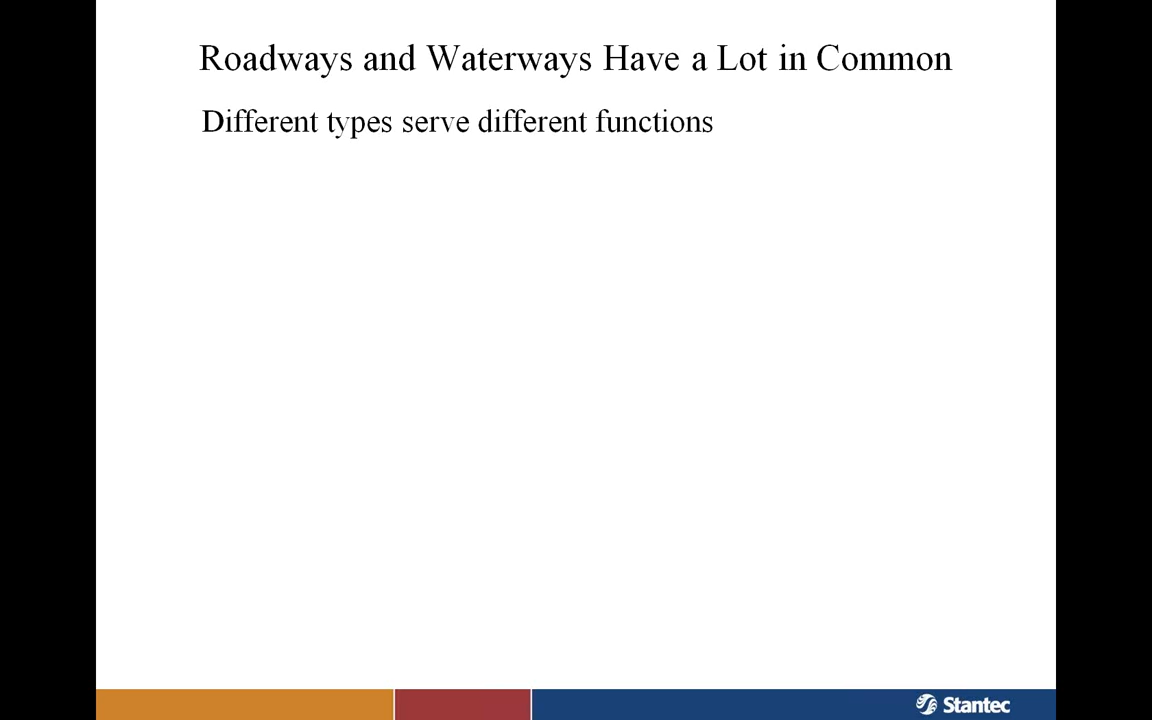 Roadways and Waterways Have a Lot in Common
Different types serve different functions
Stantec